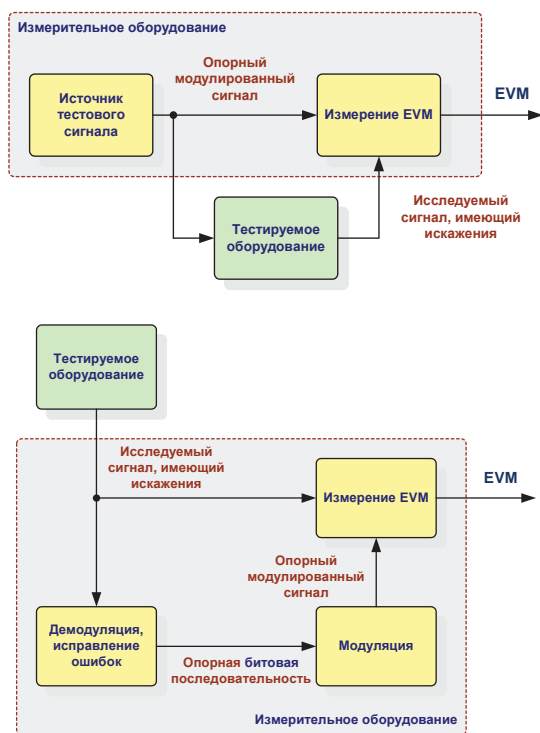 Измерительное оборудование
Опорный
модулированный
сигнал
Источник
тестового
сигнала
Измерение EVM
EVM
Исследуемый
сигнал, имеющий
искажения
Тестируемое
оборудование
Тестируемое
оборудование
Исследуемый
сигнал, имеющий
искажения
Измерение EVM
EVM
Опорный
модулированный
сигнал
Демодуляция,
исправление
ошибок
Опорная битовая
последовательность
Модуляция
Измерительное оборудование